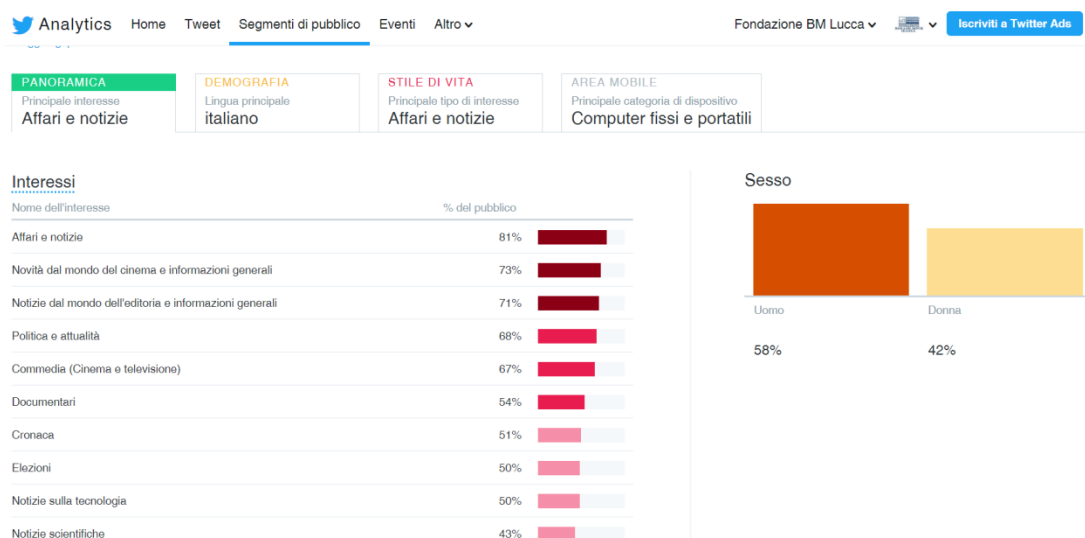 Analytics Home Tweet Segmenti di pubblico Eventi Altro Fondazione BM Lucca Iscriviti a Twitter Ads
PANORAMICA
Principale interesse
Affari e notizie
DEMOGRAFIA
Lingua principale
italiano
STILE DI VITA
Principale tipo di interesse
Affari e notizie
AREA MOBILE
Principale categoria di dispositivo
Computer fissi e portatili
Interessi
Nome dell'interesse % del pubblico
Affari e notizie 81%
Novità dal mondo del cinema e informazioni generali 73%
Notizie dal mondo dell'editoria e informazioni generali 71%
Politica e attualità 68%
Commedia (Cinema e televisione) 67%
Documentari 54%
Cronaca 51%
Elezioni 50%
Notizie sulla tecnologia 50%
Notizie scientifiche 43%
Sesso
Uomo Donna
58% 42%